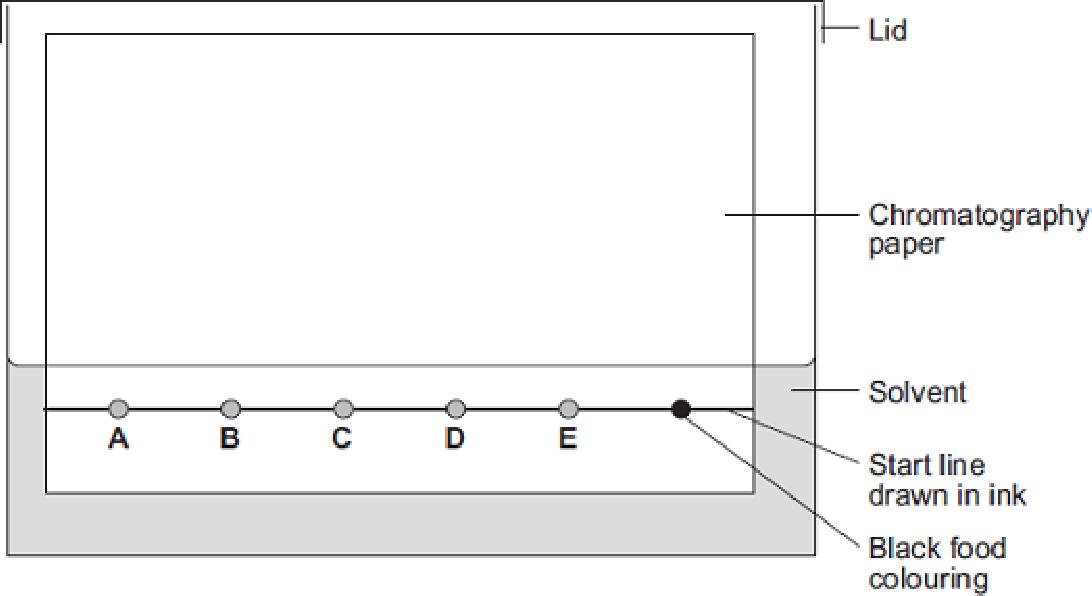 Lid
Chromatography
paper
Solvent
A B C D E
Start line
drawn in ink
Black food
colouring